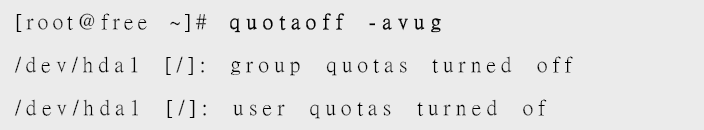 [root@free ~]# quotaoff -avug
/dev/hda1 [/]: group quotas turned off
/dev/hda1 [/]: user quotas turned of